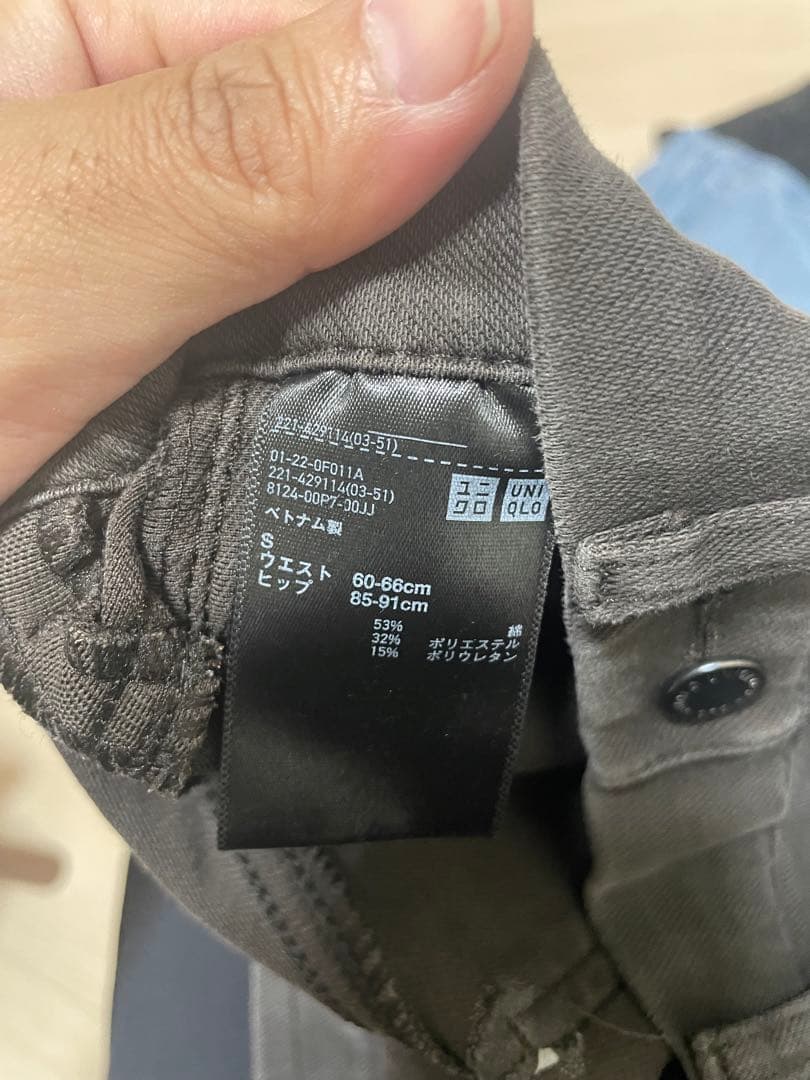 221-429114(03-51)
01-22-0F011A
221-429114(03-51)
8124-00P7-00JJ
ユニ
クロ
UNI
QLO
ベトナム製
S
ウエスト 60-66cm
ヒップ 85-91cm
53% 綿
32% ポリエステル
15% ポリウレタン